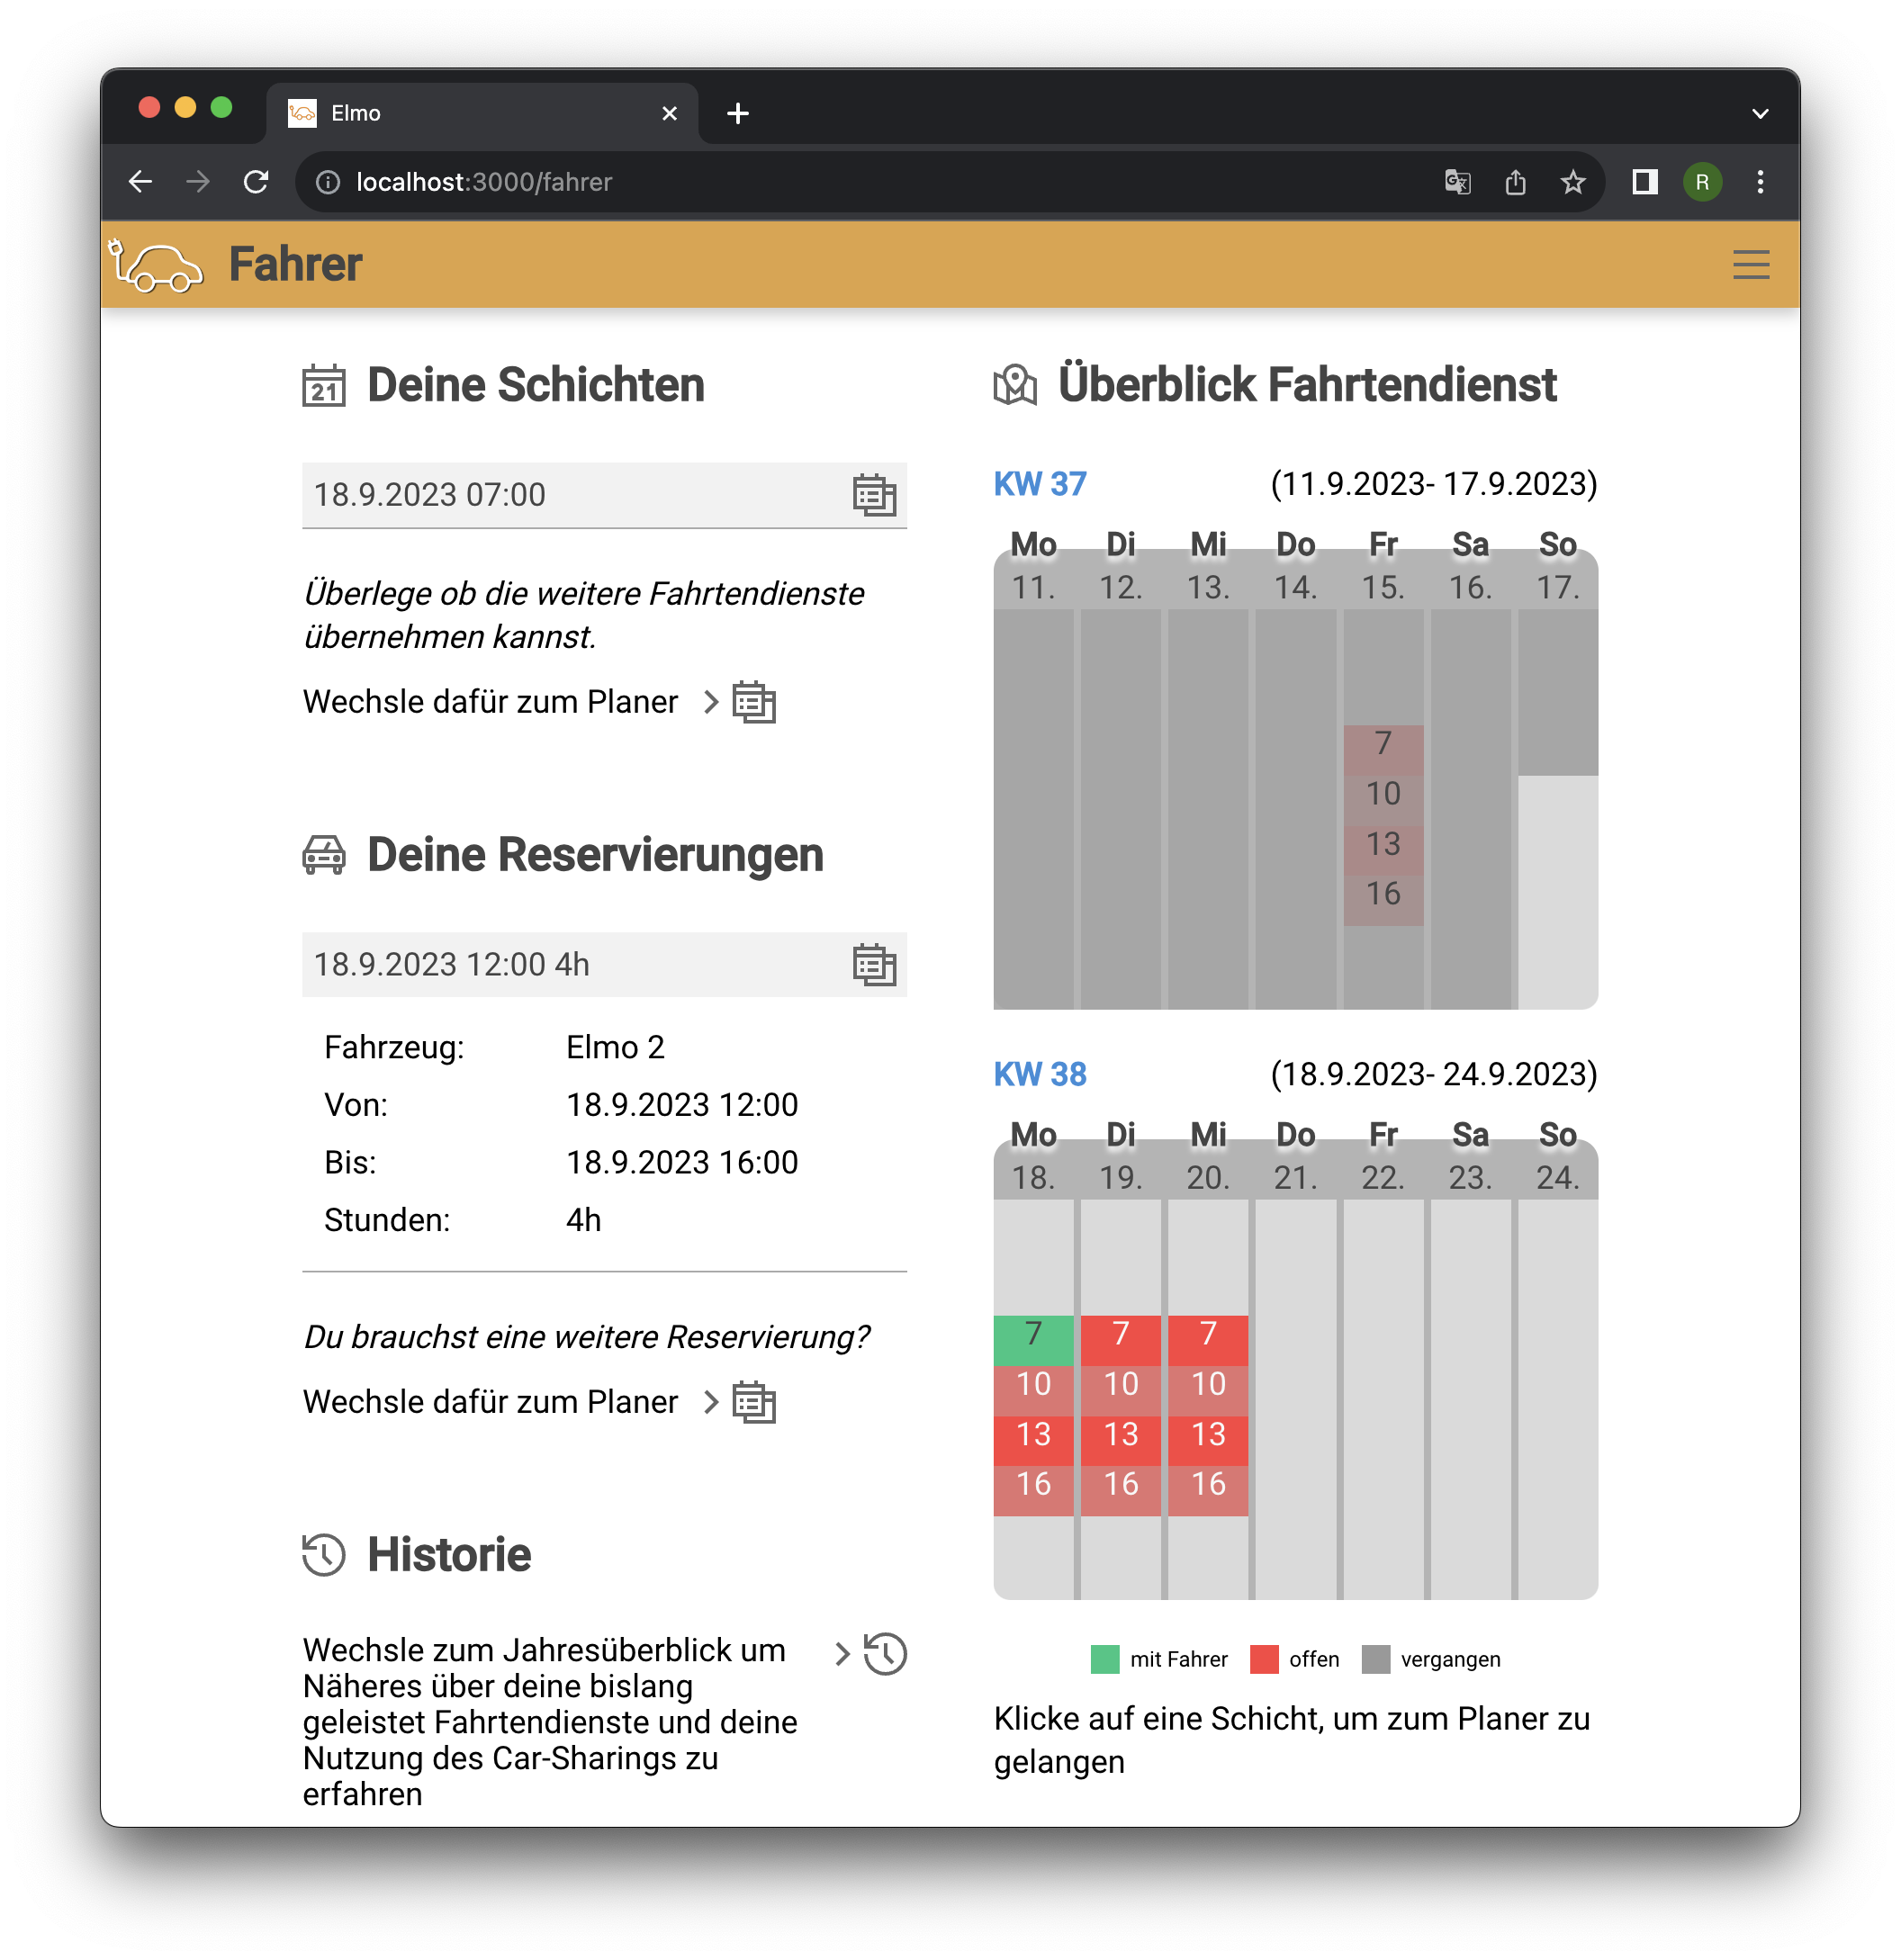 Elmo
localhost:3000/fahrer
R
Fahrer
21
Deine Schichten
18.9.2023 07:00
Überlege ob die weitere Fahrtendienste
übernehmen kannst.
Wechsle dafür zum Planer
Deine Reservierungen
18.9.2023 12:00 4h
Fahrzeug: Elmo 2
Von: 18.9.2023 12:00
Bis: 18.9.2023 16:00
Stunden: 4h
Du brauchst eine weitere Reservierung?
Wechsle dafür zum Planer
Historie
Wechsle zum Jahresüberblick um
Näheres über deine bislang
geleistet Fahrtendienste und deine
Nutzung des Car-Sharings zu
erfahren
Überblick Fahrtendienst
KW 37 (11.9.2023- 17.9.2023)
Mo Di Mi Do Fr Sa So
11. 12. 13. 14. 15. 16. 17.
7
10
13
16
KW 38 (18.9.2023- 24.9.2023)
Mo Di Mi Do Fr Sa So
18. 19. 20. 21. 22. 23. 24.
7 7 7
10 10 10
13 13 13
16 16 16
mit Fahrer offen vergangen
Klicke auf eine Schicht, um zum Planer zu
gelangen